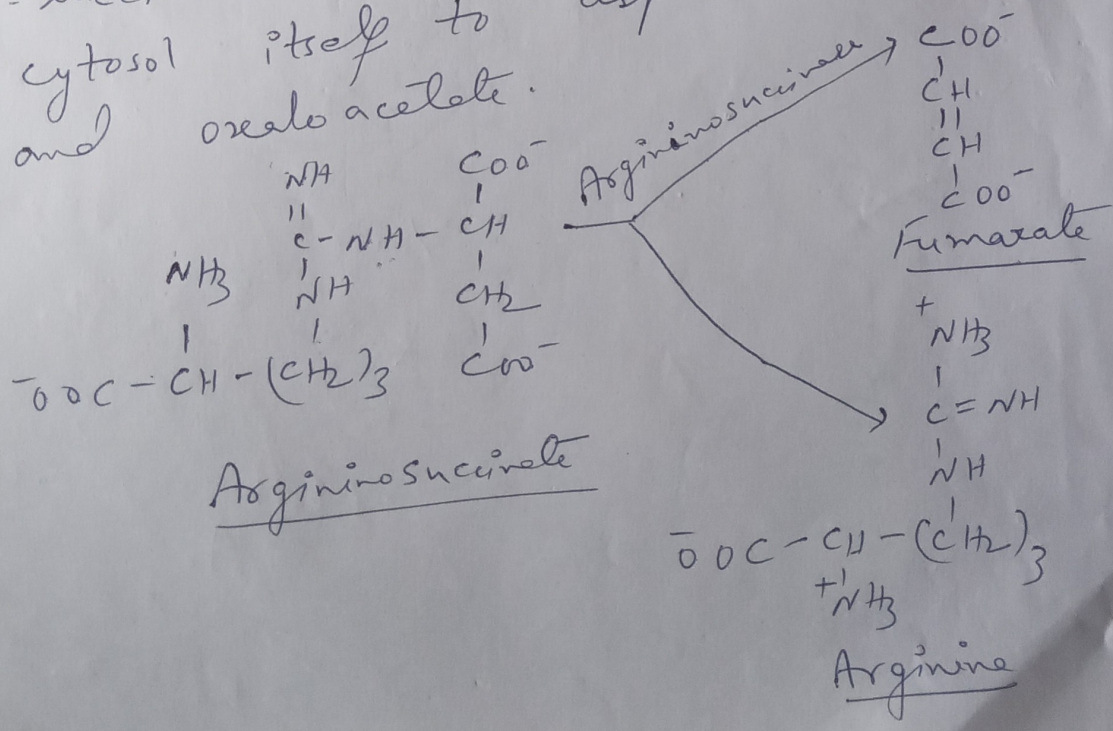 cytosol itself to
and oxaloacetate.
NH
||
C - NH - CH
COO⁻
|
NH3
|
NH
|
CH2
|
COO⁻
⁻OOC - CH - (CH2)3
Argininosuccinate
COO⁻
|
CH
||
CH
|
COO⁻
Fumarate
+
NH3
|
C = NH
|
NH
|
⁻OOC - CH - (CH2)3
+NH3
Arginine